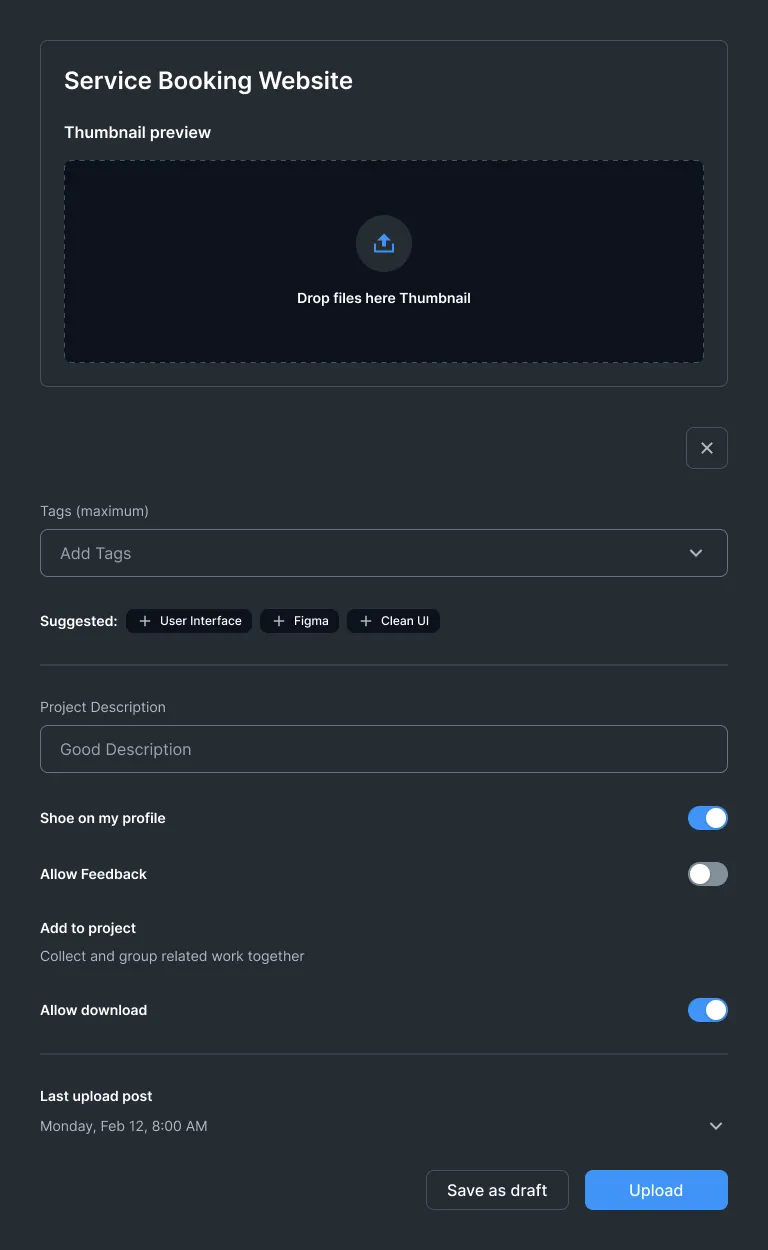 Service Booking Website
Thumbnail preview
Drop files here Thumbnail
Tags (maximum)
Add Tags
Suggested: User Interface Figma Clean UI
Project Description
Good Description
Shoe on my profile
Allow Feedback
Add to project
Collect and group related work together
Allow download
Last upload post
Monday, Feb 12, 8:00 AM
Save as draft Upload